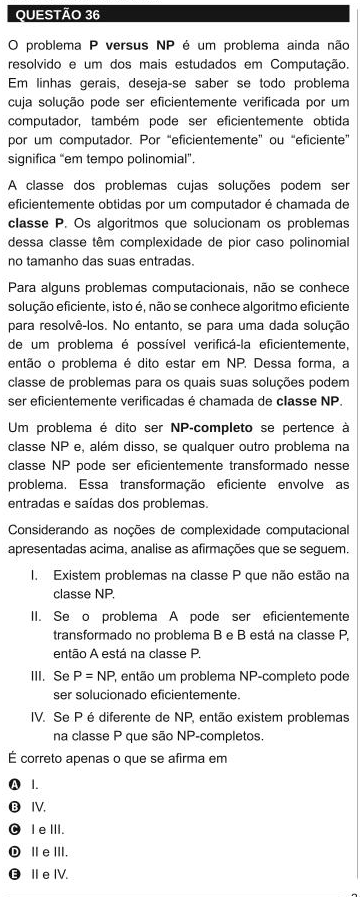 QUESTÃO 36
O problema P versus NP é um problema ainda não
resolvido e um dos mais estudados em Computação.
Em linhas gerais, deseja-se saber se todo problema
cuja solução pode ser eficientemente verificada por um
computador, também pode ser eficientemente obtida
por um computador. Por “eficientemente” ou “eficiente”
significa “em tempo polinomial”.
A classe dos problemas cujas soluções podem ser
eficientemente obtidas por um computador é chamada de
classe P. Os algoritmos que solucionam os problemas
dessa classe têm complexidade de pior caso polinomial
no tamanho das suas entradas.
Para alguns problemas computacionais, não se conhece
solução eficiente, isto é, não se conhece algoritmo eficiente
para resolvê-los. No entanto, se para uma dada solução
de um problema é possível verificá-la eficientemente,
então o problema é dito estar em NP. Dessa forma, a
classe de problemas para os quais suas soluções podem
ser eficientemente verificadas é chamada de classe NP.
Um problema é dito ser NP-completo se pertence à
classe NP e, além disso, se qualquer outro problema na
classe NP pode ser eficientemente transformado nesse
problema. Essa transformação eficiente envolve as
entradas e saídas dos problemas.
Considerando as noções de complexidade computacional
apresentadas acima, analise as afirmações que se seguem.
I. Existem problemas na classe P que não estão na
classe NP.
II. Se o problema A pode ser eficientemente
transformado no problema B e B está na classe P,
então A está na classe P.
III. Se P = NP, então um problema NP-completo pode
ser solucionado eficientemente.
IV. Se P é diferente de NP, então existem problemas
na classe P que são NP-completos.
É correto apenas o que se afirma em
A I.
B IV.
C I e III.
D II e III.
E II e IV.